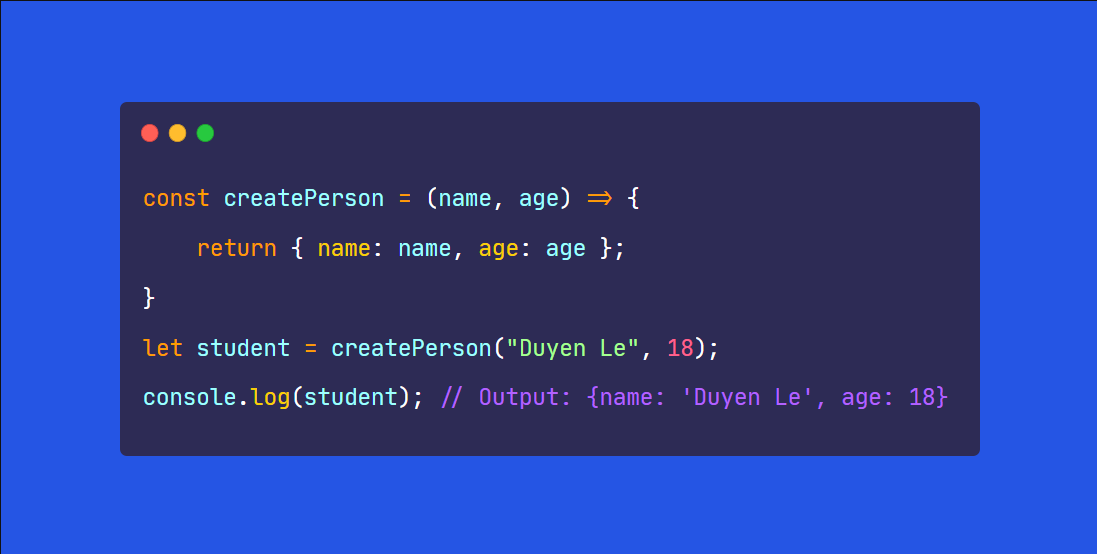 const createPerson = (name, age) => {
    return { name: name, age: age };
}
let student = createPerson("Duyen Le", 18);
console.log(student); // Output: {name: 'Duyen Le', age: 18}